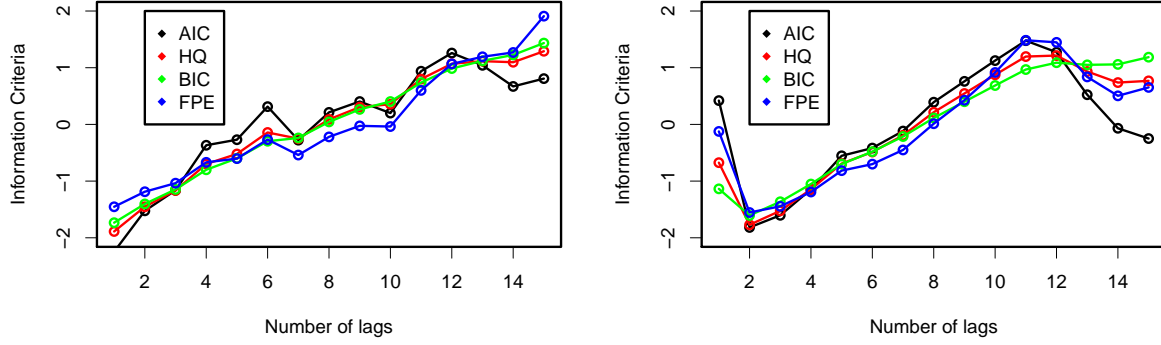 Information Criteria
2
1
0
−1
−2
AIC
HQ
BIC
FPE
2 4 6 8 10 12 14
Number of lags
Information Criteria
2
1
0
−1
−2
AIC
HQ
BIC
FPE
2 4 6 8 10 12 14
Number of lags